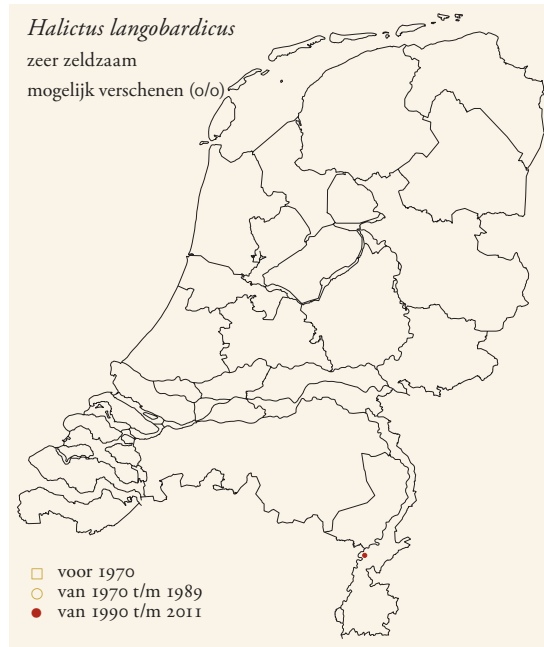 Halictus langobardicus
zeer zeldzaam
mogelijk verschenen (0/0)
voor 1970
van 1970 t/m 1989
van 1990 t/m 2011